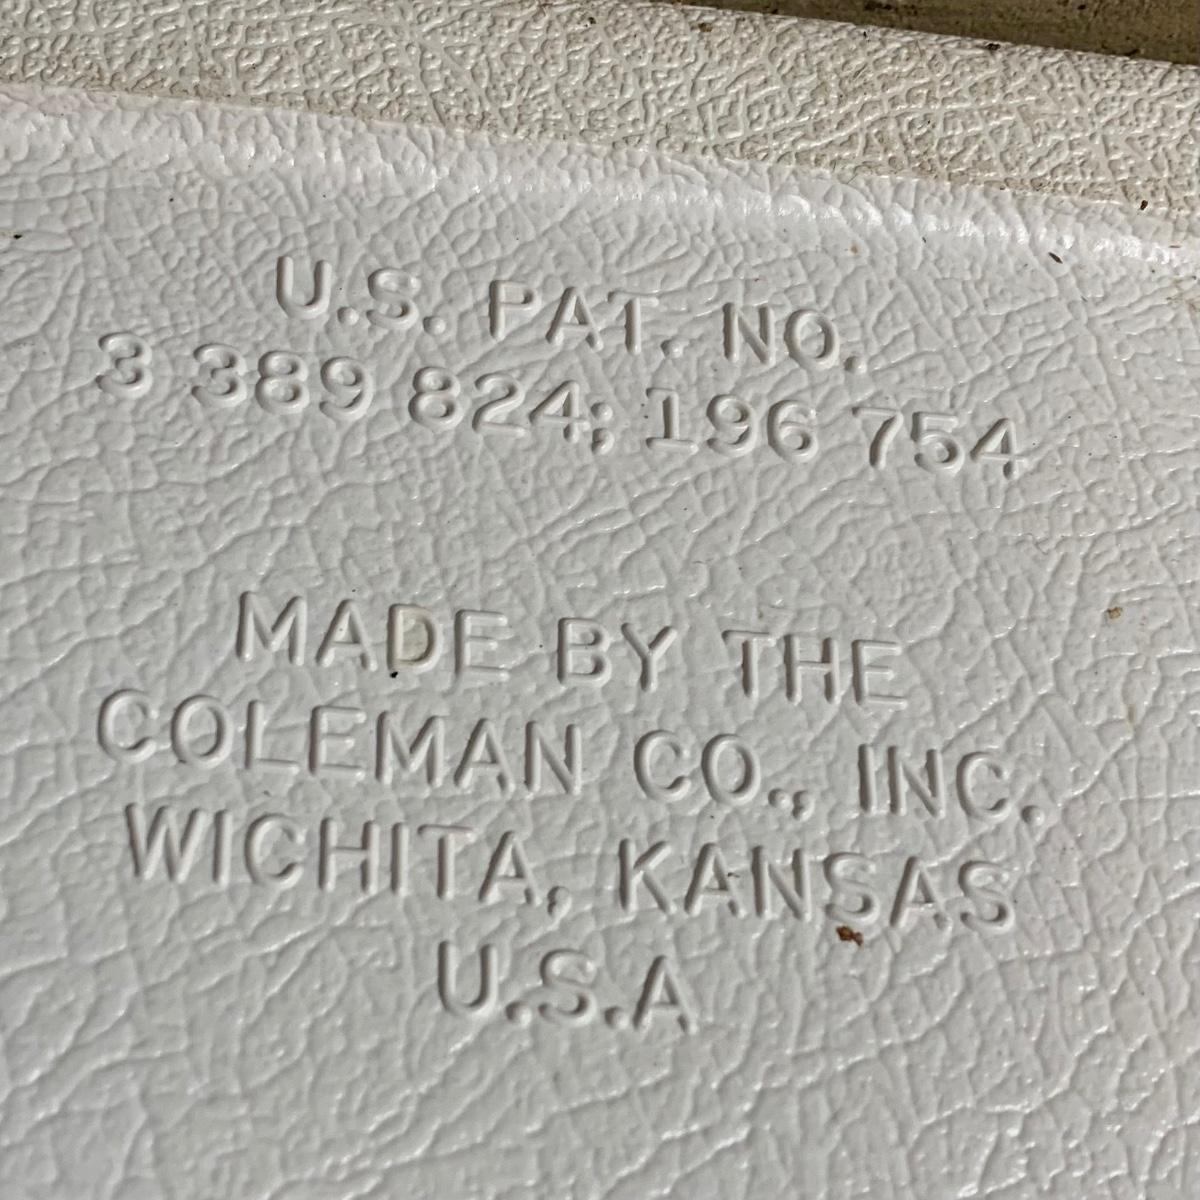 U.S. PAT. NO.
3 389 824; 196 754
MADE BY THE
COLEMAN CO., INC.
WICHITA, KANSAS
U.S.A